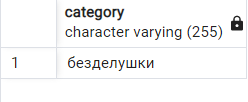 category
character varying (255)
1 безделушки